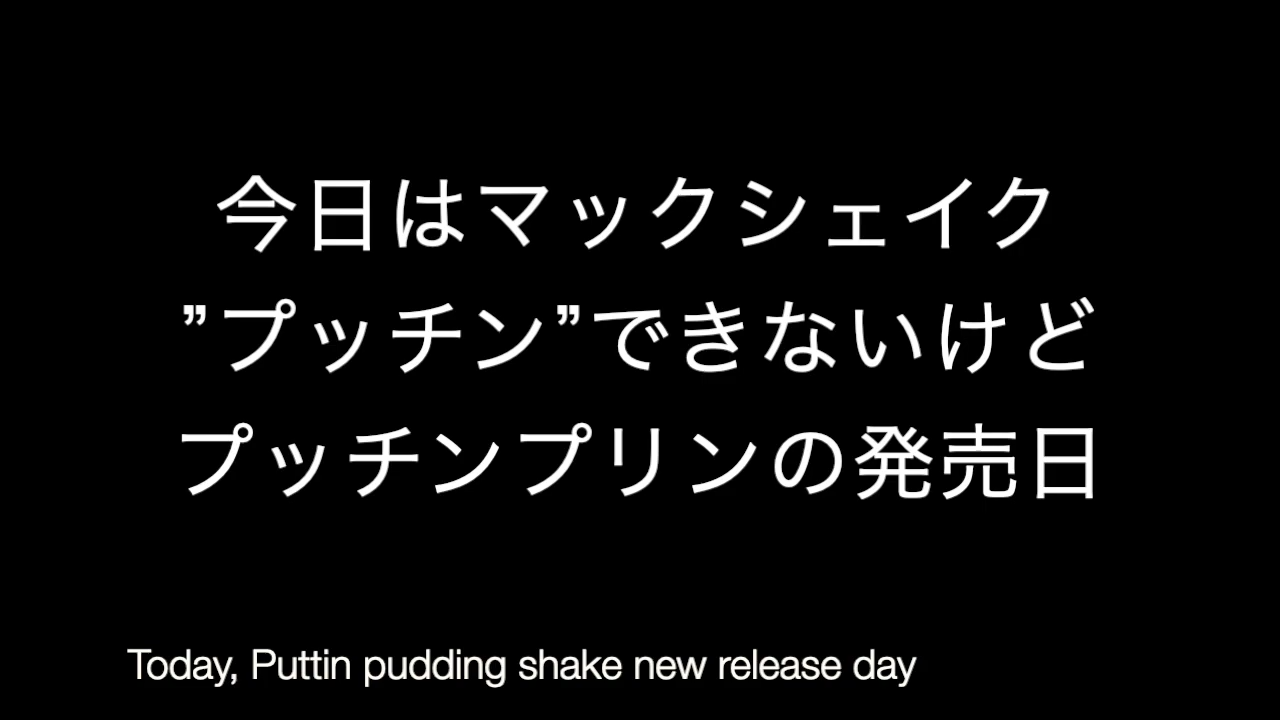 今日はマックシェイク
”プッチン”できないけど
プッチンプリンの発売日
Today, Puttin pudding shake new release day